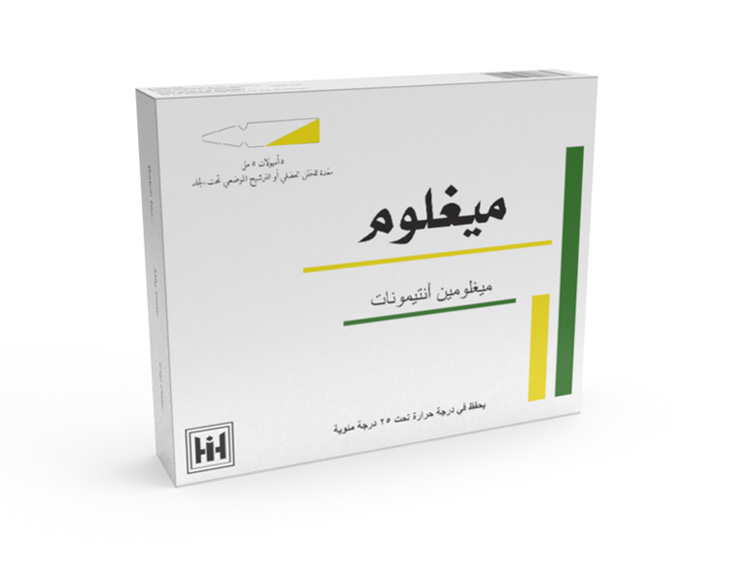 ٥ أمبولات ٥ مل
معدة للحقن العضلي أو الترشيح الموضعي تحت الجلد
ميغلوم
ميغلومين أنتيمونات
يحفظ في درجة حرارة تحت ٢٥ درجة مئوية